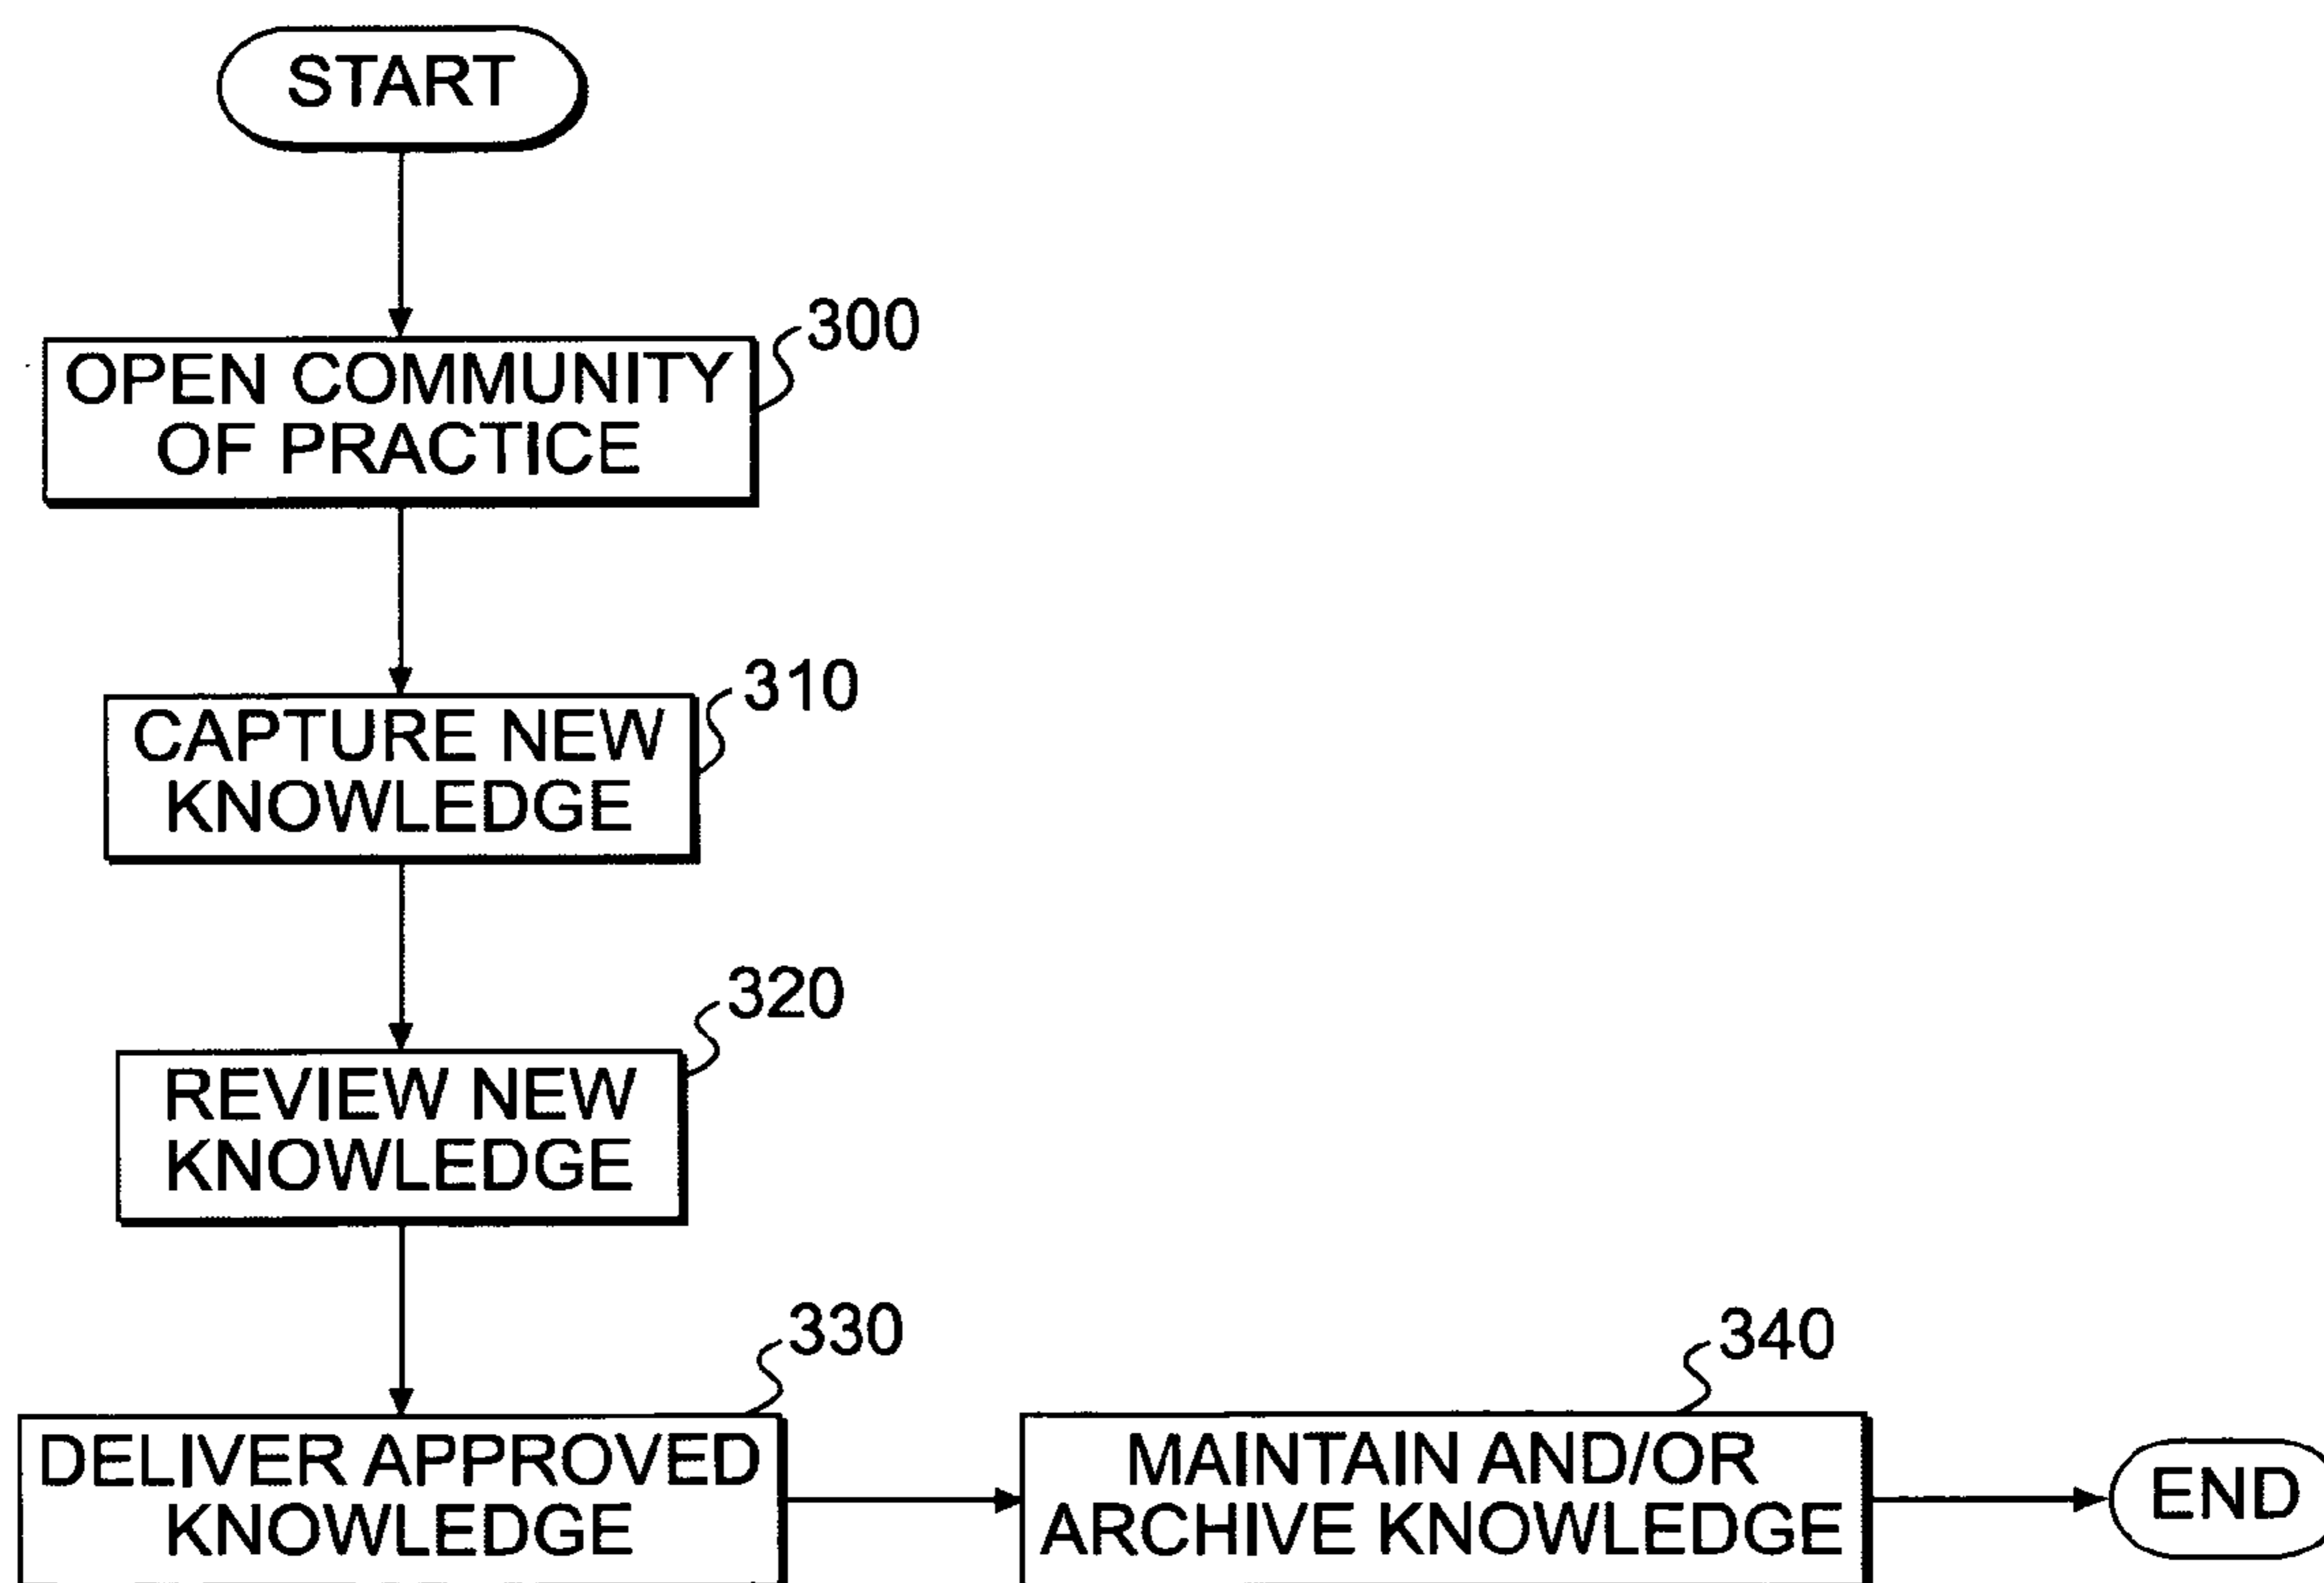 START
300
OPEN COMMUNITY
OF PRACTICE
310
CAPTURE NEW
KNOWLEDGE
320
REVIEW NEW
KNOWLEDGE
330
DELIVER APPROVED
KNOWLEDGE
340
MAINTAIN AND/OR
ARCHIVE KNOWLEDGE
END